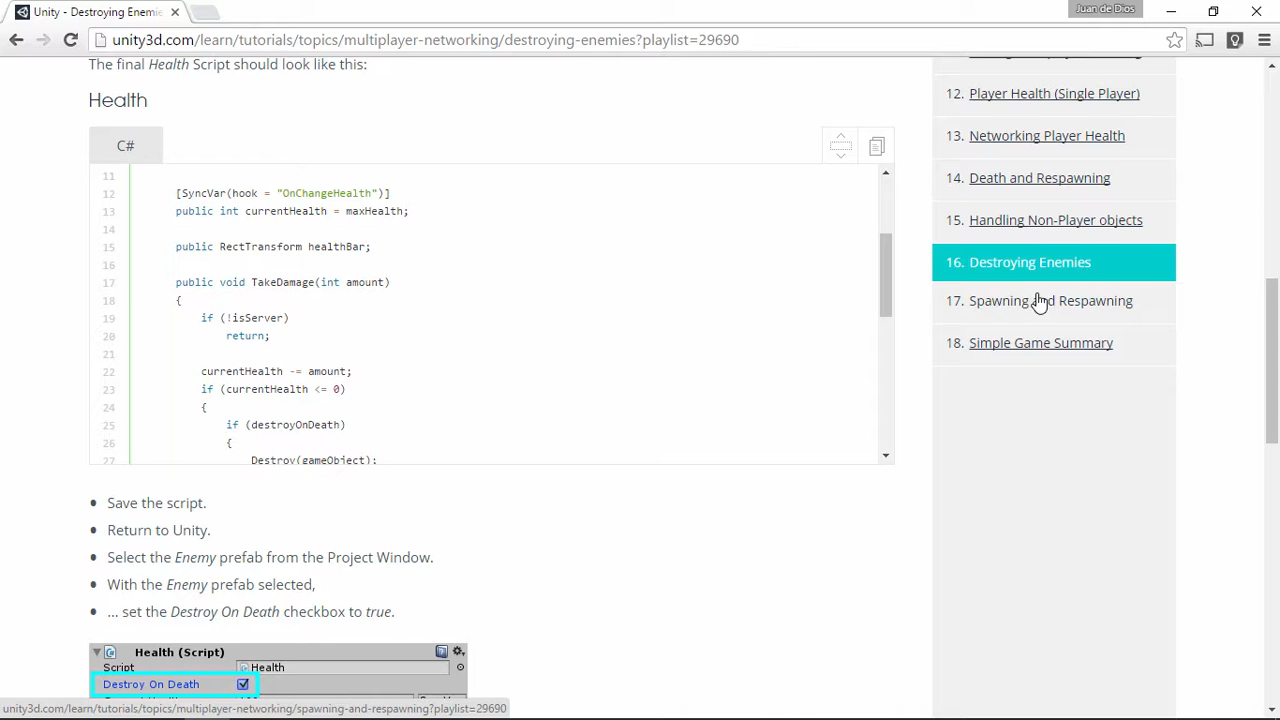 Unity - Destroying Enemie
Juan de Dios
unity3d.com/learn/tutorials/topics/multiplayer-networking/destroying-enemies?playlist=29690
The final Health Script should look like this:
Health
C#
11
12 [SyncVar(hook = "OnChangeHealth")]
13 public int currentHealth = maxHealth;
14
15 public RectTransform healthBar;
16
17 public void TakeDamage(int amount)
18 {
19 if (!isServer)
20 return;
21
22 currentHealth -= amount;
23 if (currentHealth <= 0)
24 {
25 if (destroyOnDeath)
26 {
27 Destroy(gameObject);
Save the script.
Return to Unity.
Select the Enemy prefab from the Project Window.
With the Enemy prefab selected,
... set the Destroy On Death checkbox to true.
Health (Script)
Script Health
Destroy On Death
12. Player Health (Single Player)
13. Networking Player Health
14. Death and Respawning
15. Handling Non-Player objects
16. Destroying Enemies
17. Spawning and Respawning
18. Simple Game Summary
unity3d.com/learn/tutorials/topics/multiplayer-networking/spawning-and-respawning?playlist=29690